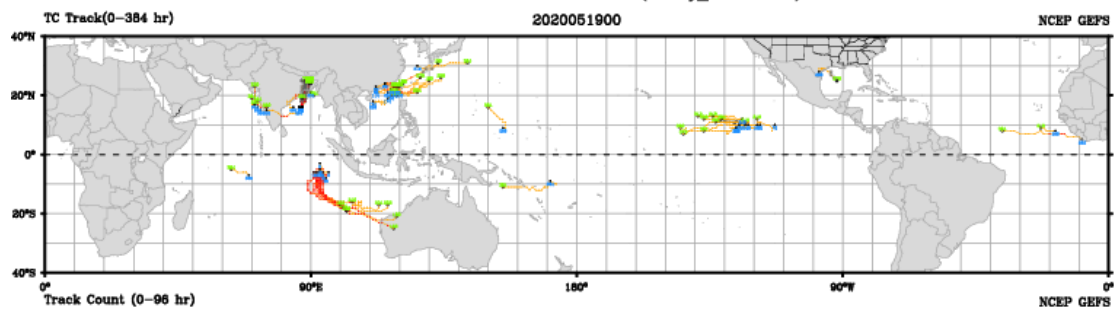 TC Track(0-384 hr) 2020051900 NCEP GEFS
40°N
20°N
0°
20°S
40°S
0° 90°E 180° 90°W 0°
Track Count (0-96 hr) NCEP GEFS